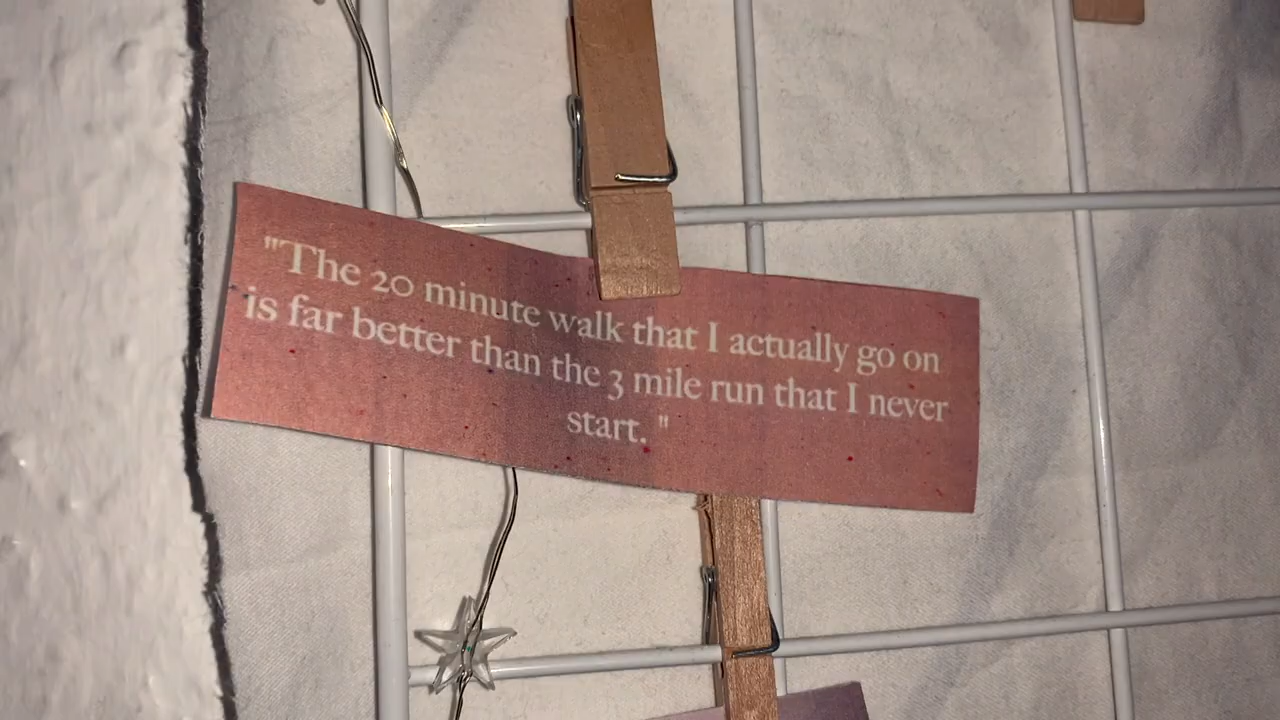 "The 20 minute walk that I actually go on
is far better than the 3 mile run that I never
start. "